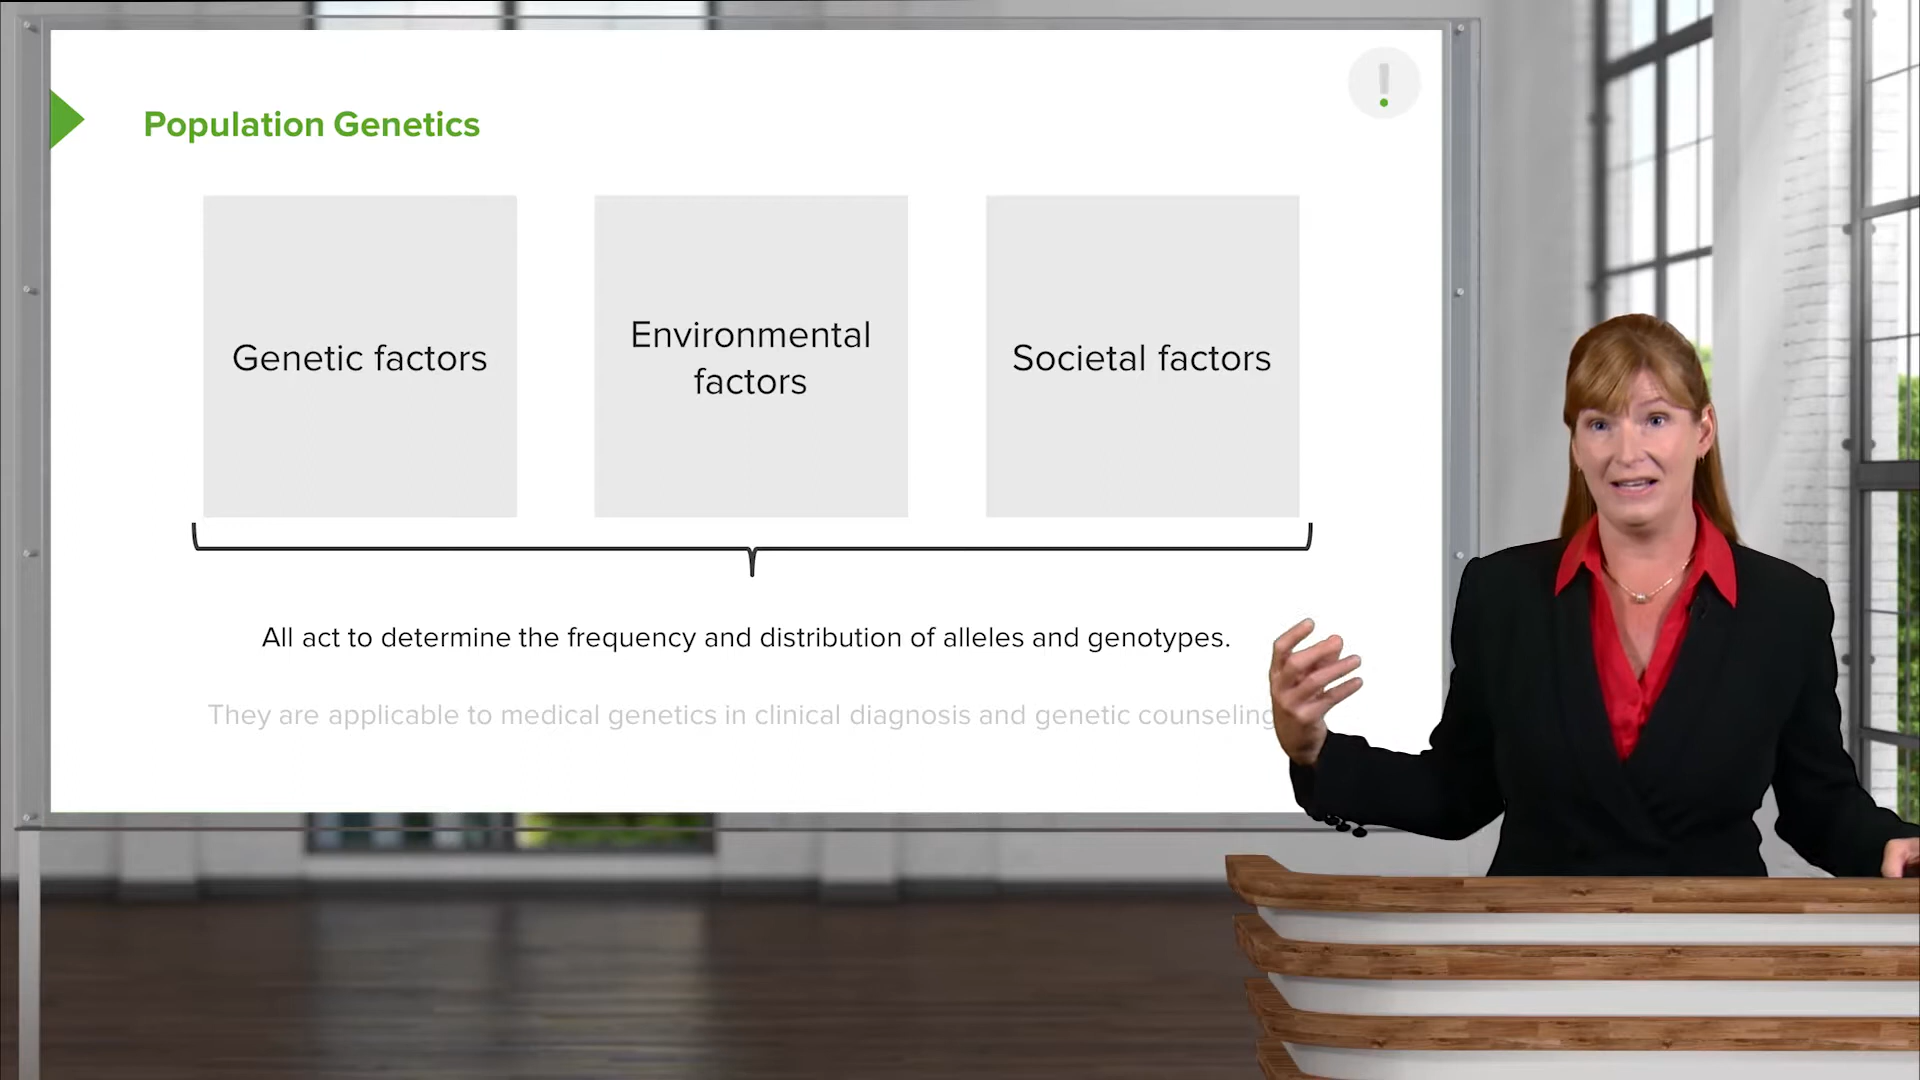 Population Genetics
Genetic factors
Environmental
factors
Societal factors
All act to determine the frequency and distribution of alleles and genotypes.
They are applicable to medical genetics in clinical diagnosis and genetic counseling